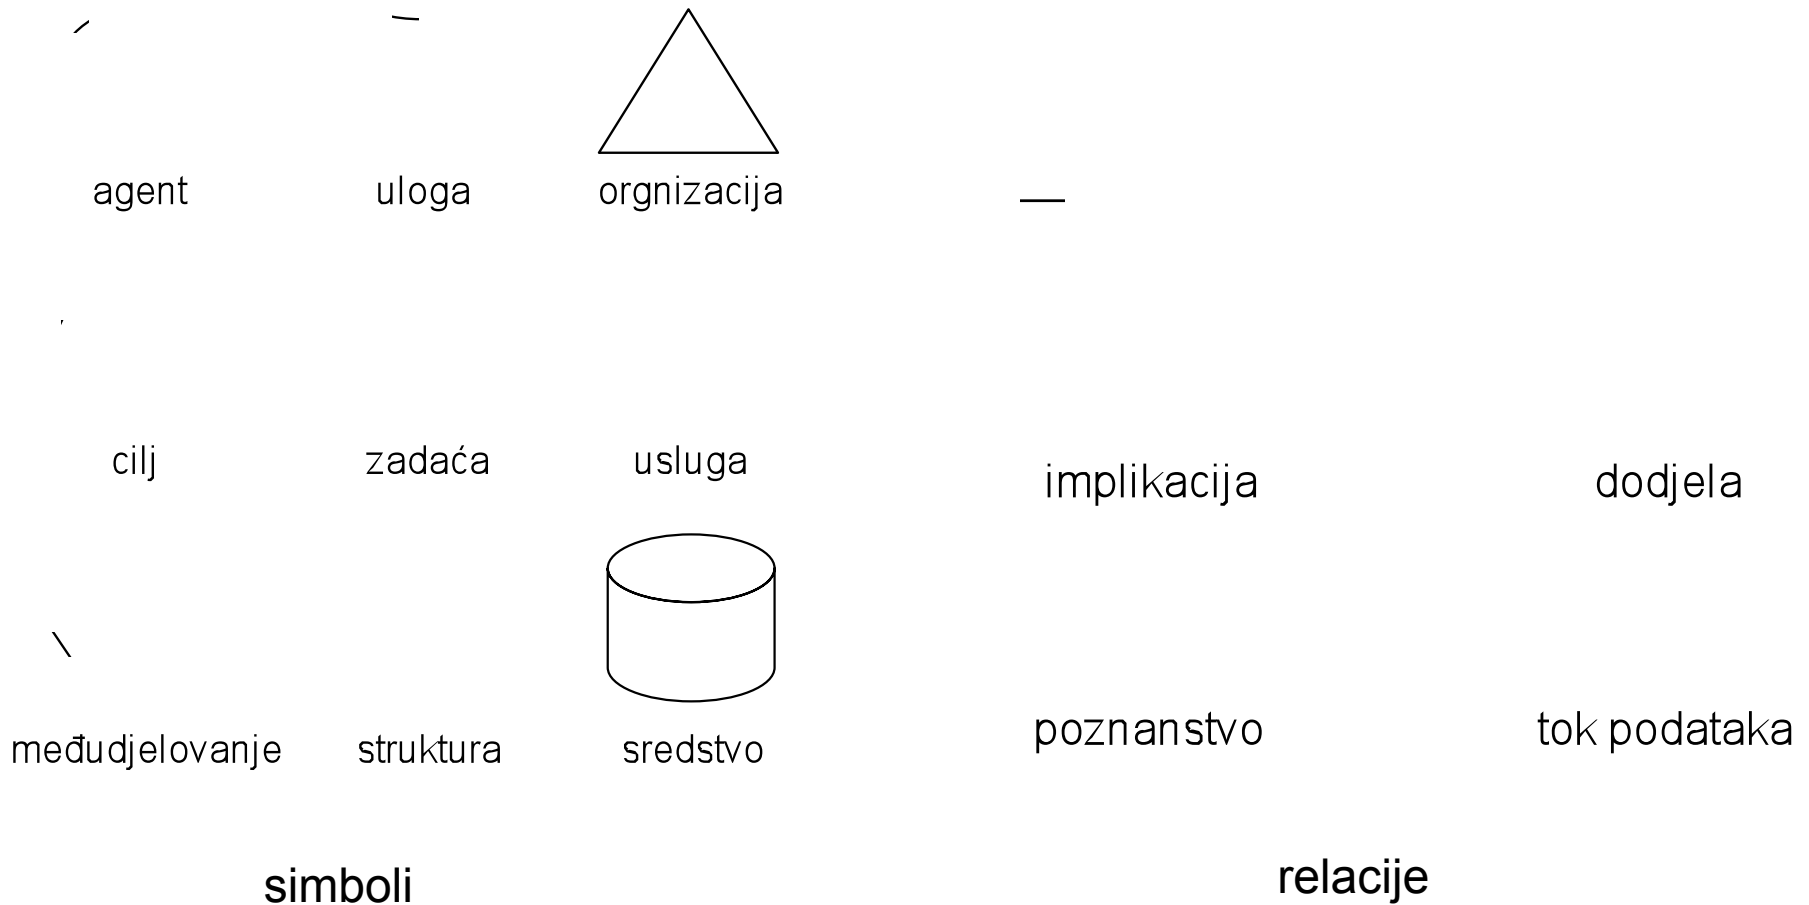 agent uloga orgnizacija
cilj zadaća usluga
implikacija dodjela
međudjelovanje struktura sredstvo
poznanstvo tok podataka
simboli
relacije